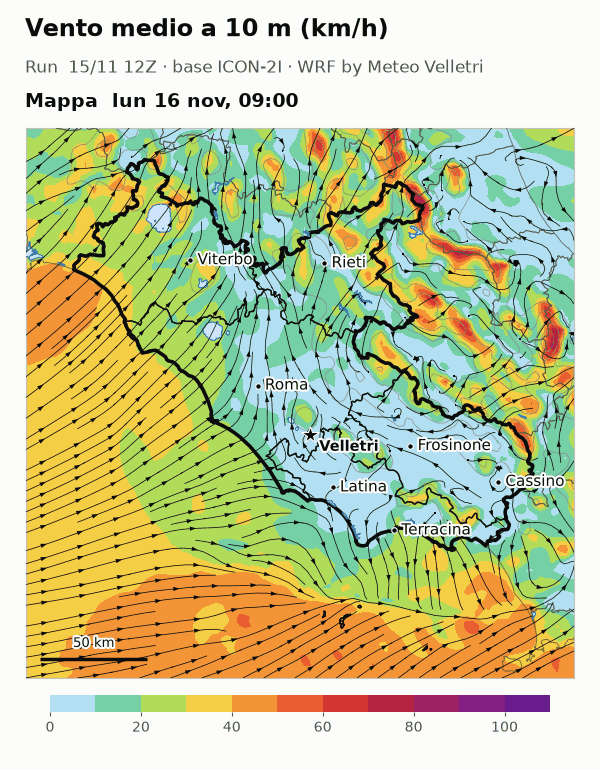 Vento medio a 10 m (km/h)
Run  15/11 12Z · base ICON-2I · WRF by Meteo Velletri
Mappa  lun 16 nov, 09:00
Viterbo
Rieti
Roma
Velletri
Frosinone
Cassino
Latina
Terracina
50 km
0 20 40 60 80 100